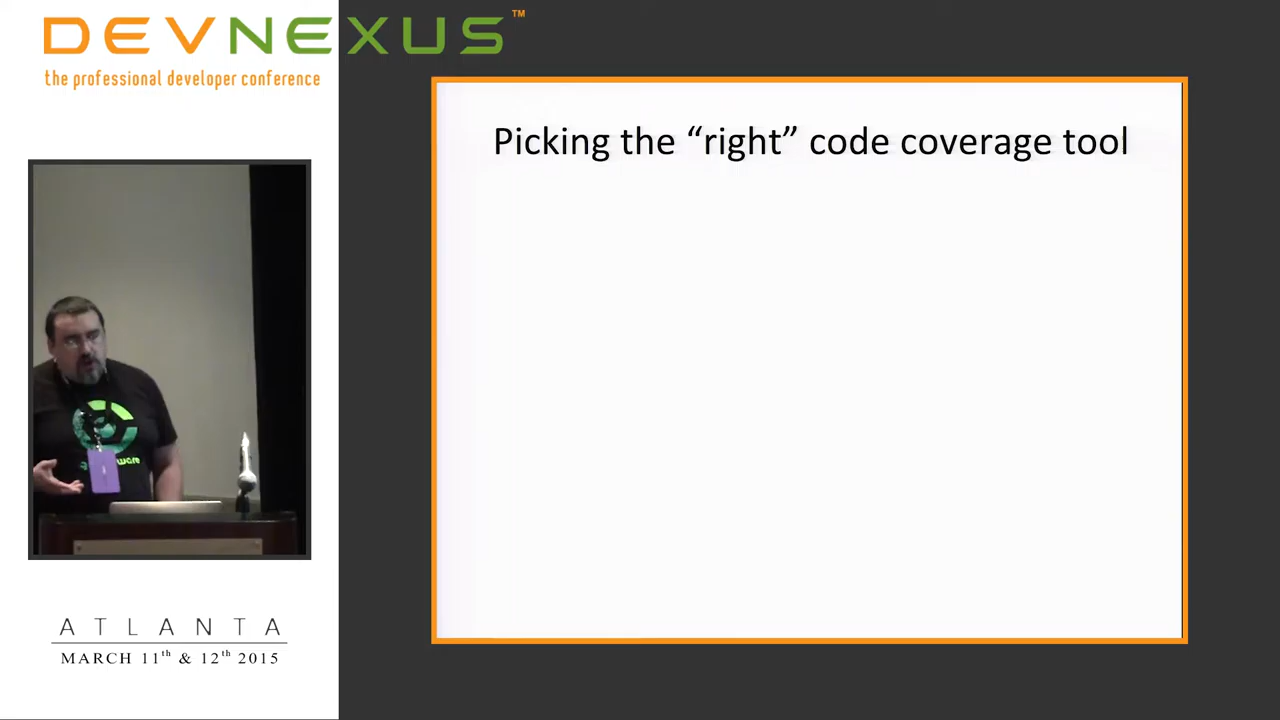 DEVNEXUS™
the professional developer conference
Picking the “right” code coverage tool
ATLANTA
MARCH 11th & 12th 2015